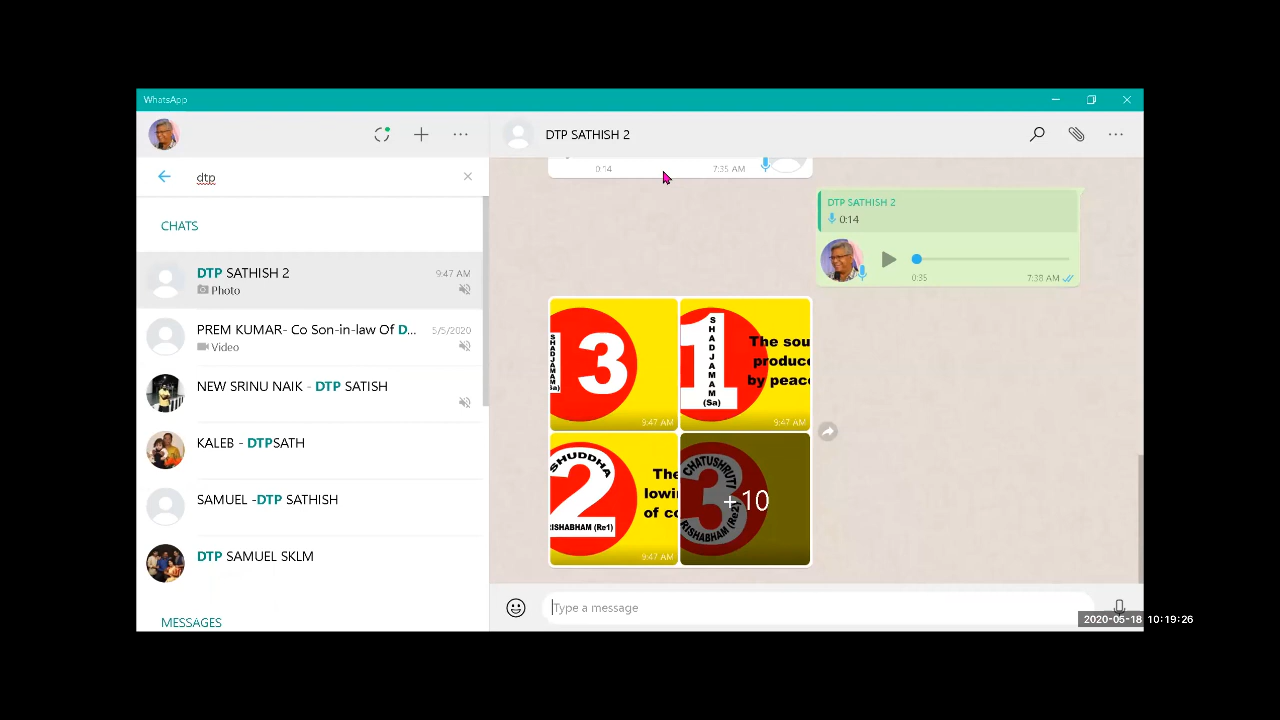 WhatsApp
DTP SATHISH 2
dtp
CHATS
DTP SATHISH 2
9:47 AM
Photo
PREM KUMAR- Co Son-in-law Of D...
5/5/2020
Video
NEW SRINU NAIK - DTP SATISH
KALEB - DTPSATH
SAMUEL -DTP SATHISH
DTP SAMUEL SKLM
MESSAGES
0:14
7:35 AM
DTP SATHISH 2
0:14
0:35
7:38 AM
SHADJAMAM
13
9:47 AM
SHADJAMAM
1
(Sa)
The sou
produce
by peac
9:47 AM
SHUDDHA
2
RISHABHAM (Re1)
The
lowi
of co
9:47 AM
CHATUSHRUTI
3
RISHABHAM (Re2)
+10
Type a message
2020-05-18 10:19:26